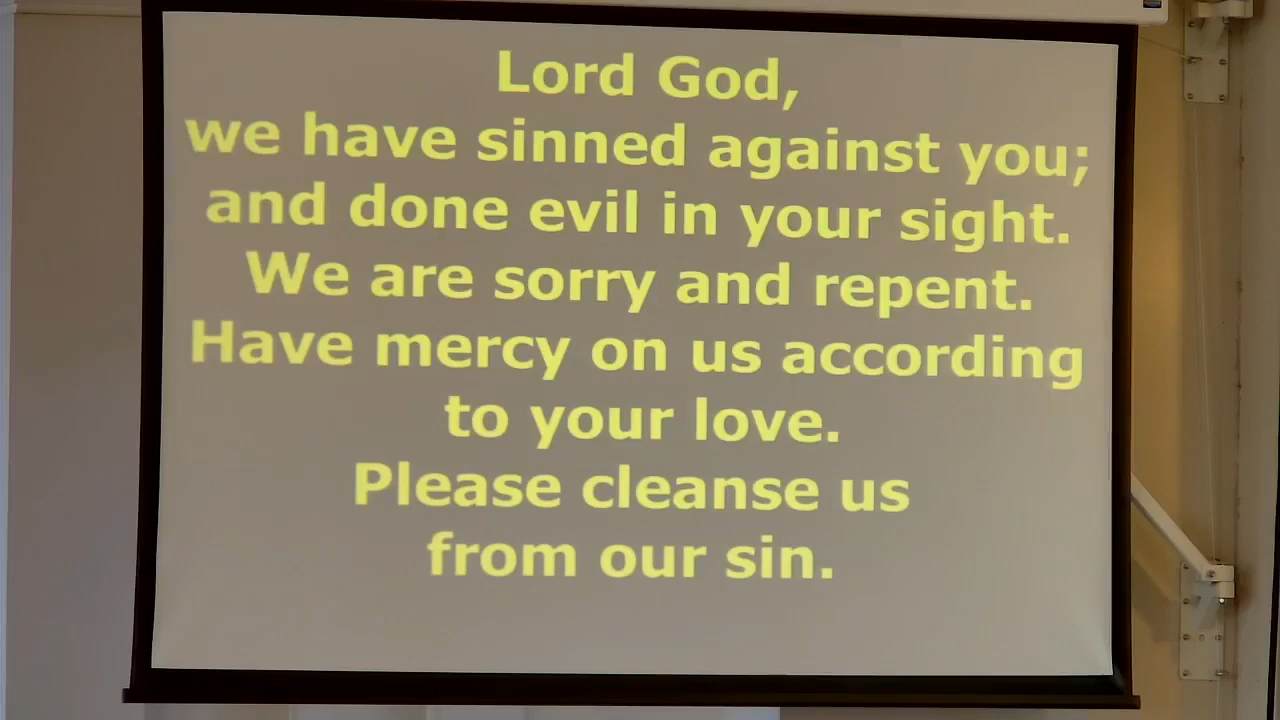 Lord God,
we have sinned against you;
and done evil in your sight.
We are sorry and repent.
Have mercy on us according
to your love.
Please cleanse us
from our sin.